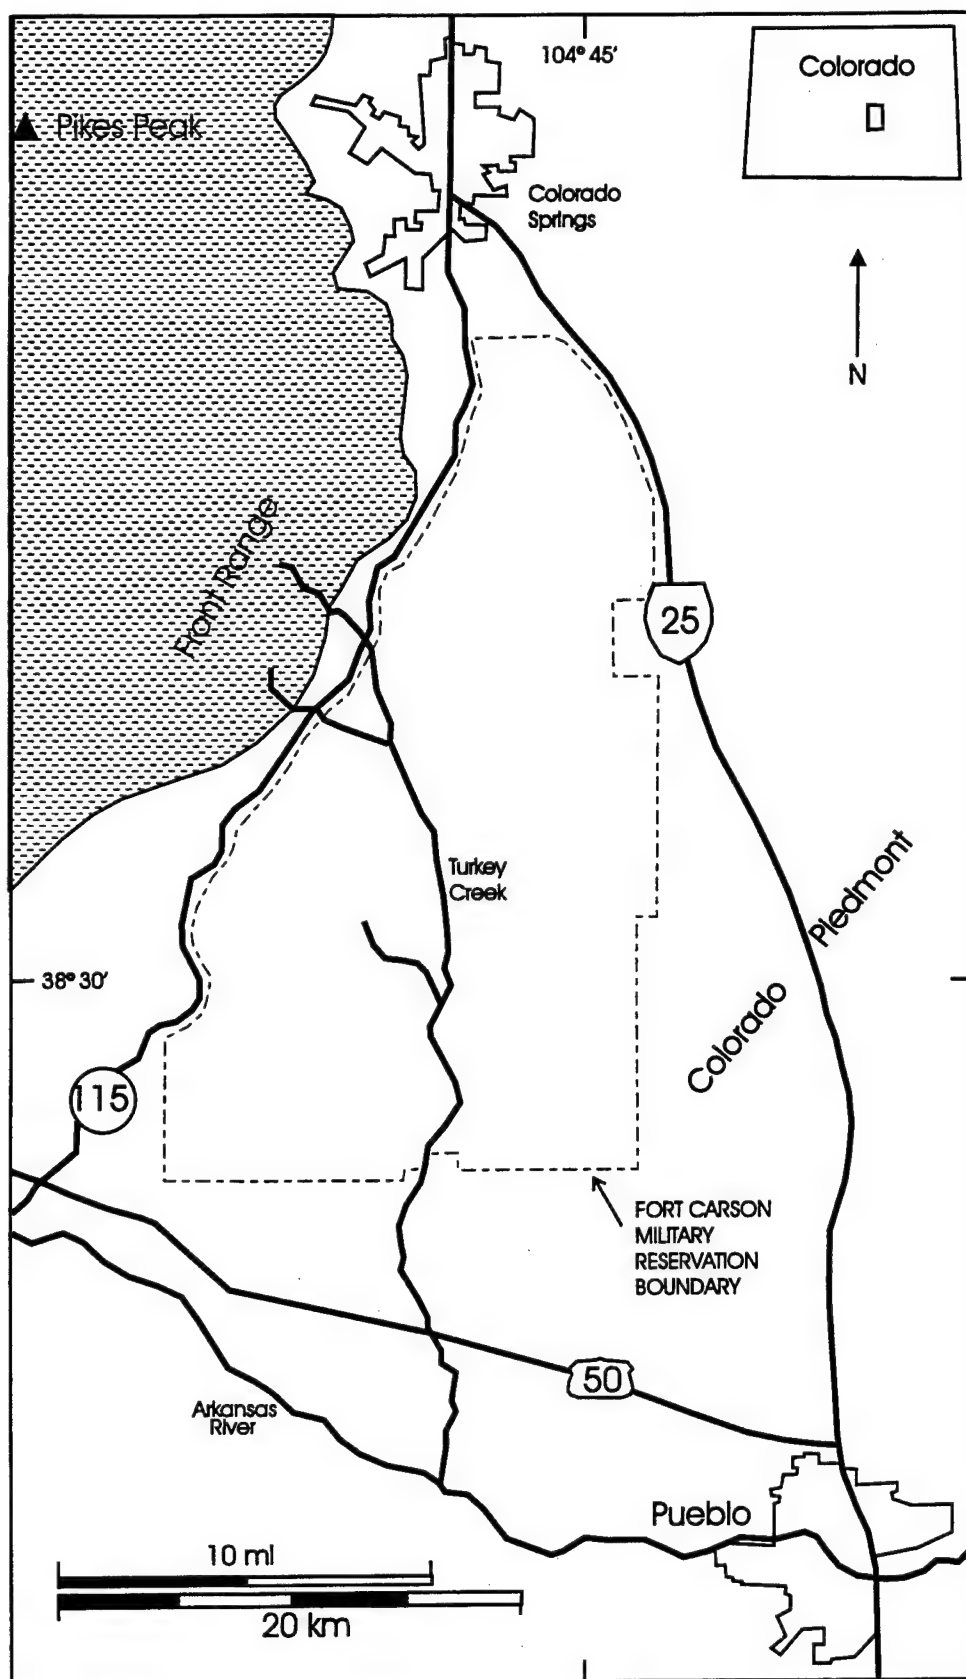 104° 45′
Colorado
Pikes Peak
Colorado
Springs
N
Front Range
25
Turkey
Creek
Piedmont
38° 30′
Colorado
115
FORT CARSON
MILITARY
RESERVATION
BOUNDARY
50
Arkansas
River
Pueblo
10 mi
20 km